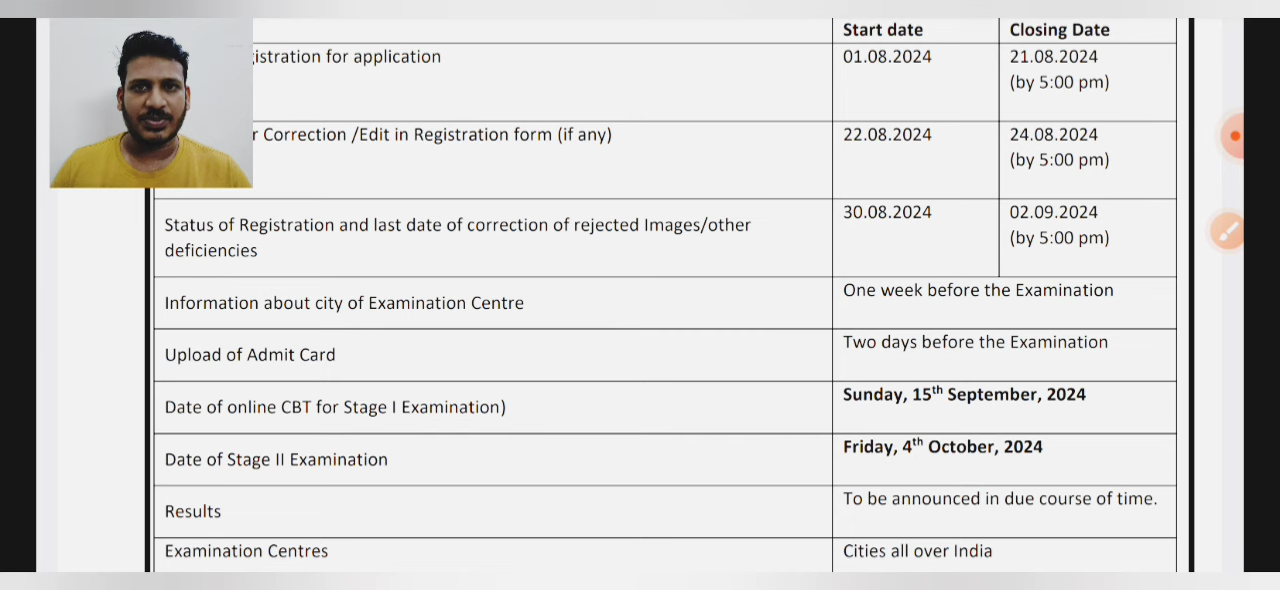 Start date Closing Date
istration for application 01.08.2024 21.08.2024
(by 5:00 pm)
r Correction /Edit in Registration form (if any) 22.08.2024 24.08.2024
(by 5:00 pm)
Status of Registration and last date of correction of rejected Images/other
deficiencies
30.08.2024 02.09.2024
(by 5:00 pm)
Information about city of Examination Centre
One week before the Examination
Upload of Admit Card
Two days before the Examination
Date of online CBT for Stage I Examination)
Sunday, 15th September, 2024
Date of Stage II Examination
Friday, 4th October, 2024
Results
To be announced in due course of time.
Examination Centres
Cities all over India